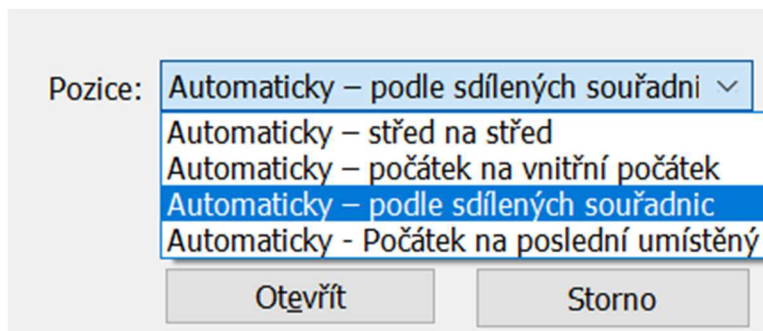 Pozice: Automaticky – podle sdílených souřadni
Automaticky – střed na střed
Automaticky – počátek na vnitřní počátek
Automaticky – podle sdílených souřadnic
Automaticky - Počátek na poslední umístěný
Otevřít Storno